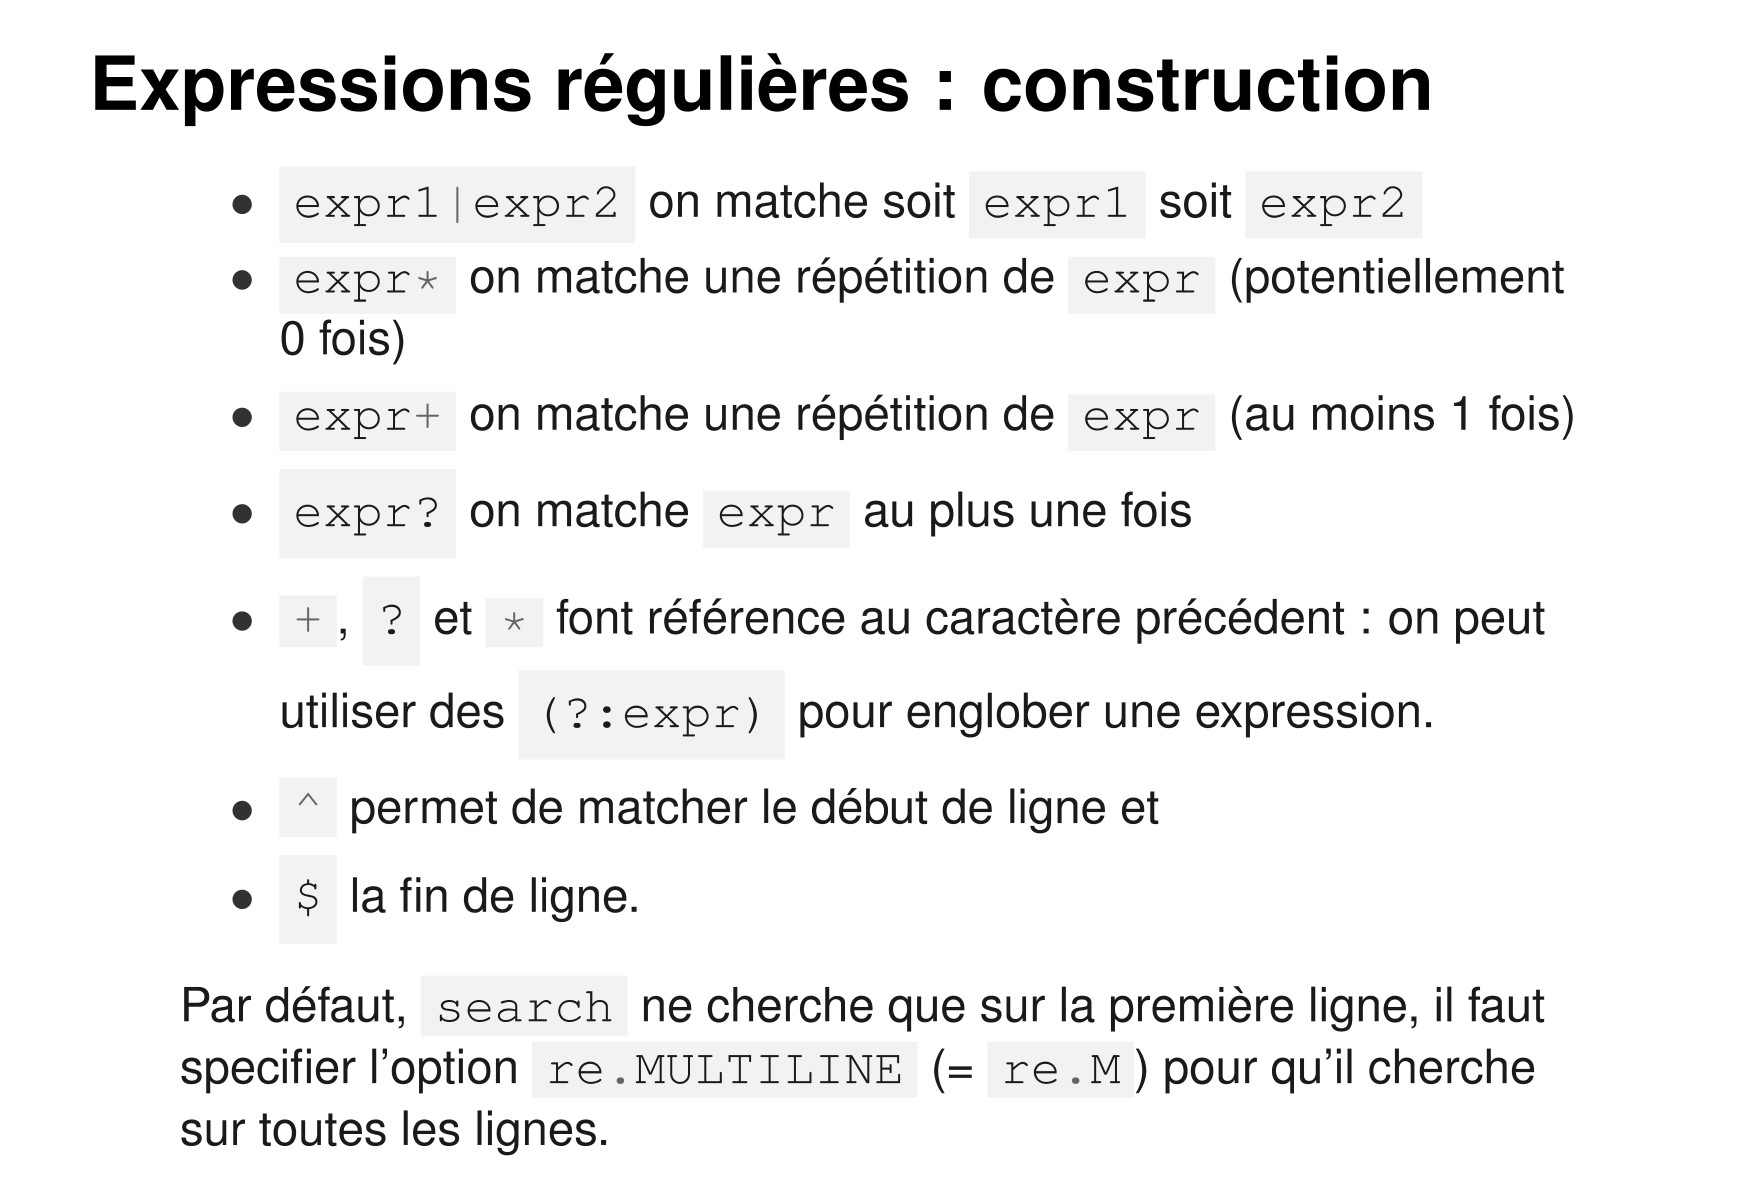 Expressions régulières : construction
• expr1|expr2 on matche soit expr1 soit expr2
• expr* on matche une répétition de expr (potentiellement
0 fois)
• expr+ on matche une répétition de expr (au moins 1 fois)
• expr? on matche expr au plus une fois
• +, ? et * font référence au caractère précédent : on peut
utiliser des (?:expr) pour englober une expression.
• ^ permet de matcher le début de ligne et
• $ la fin de ligne.
Par défaut, search ne cherche que sur la première ligne, il faut
specifier l'option re.MULTILINE (= re.M) pour qu'il cherche
sur toutes les lignes.